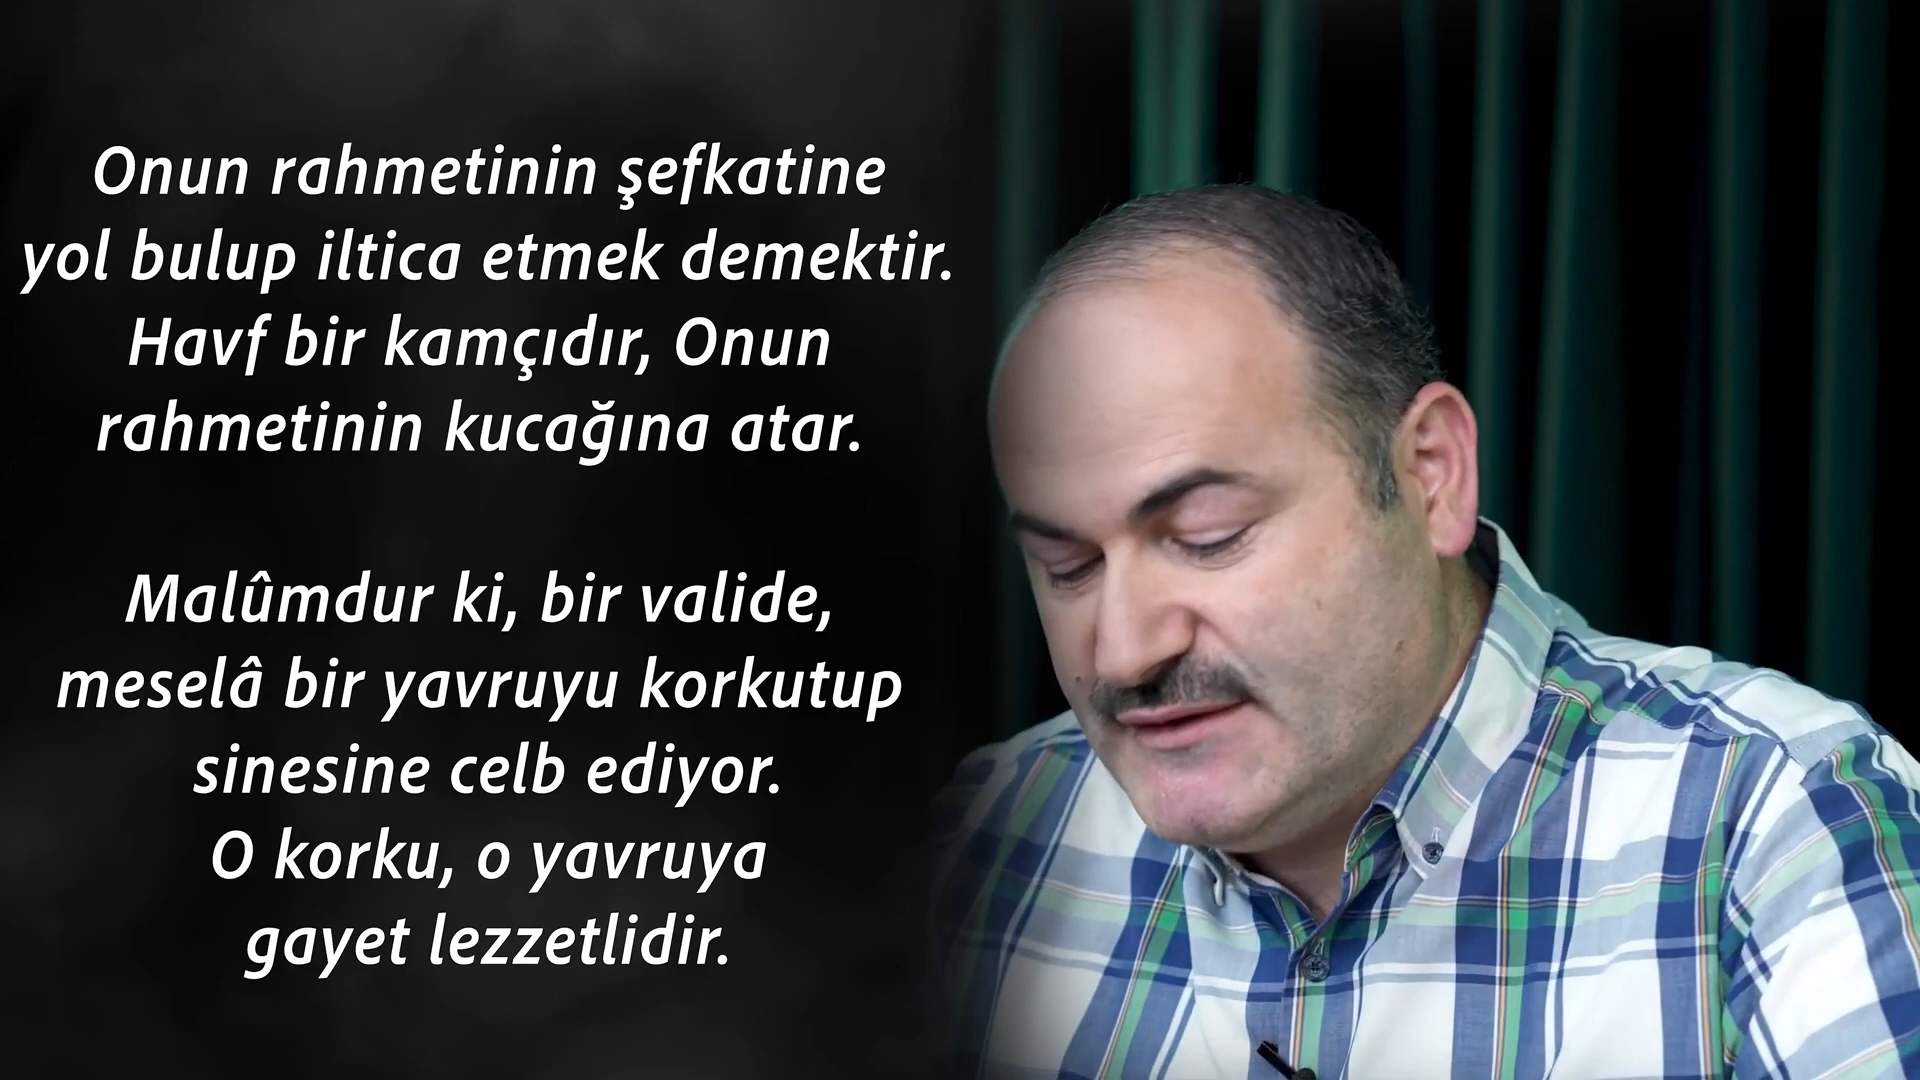 Onun rahmetinin şefkatine
yol bulup iltica etmek demektir.
Havf bir kamçıdır, Onun
rahmetinin kucağına atar.
Malûmdur ki, bir valide,
meselâ bir yavruyu korkutup
sinesine celb ediyor.
O korku, o yavruya
gayet lezzetlidir.